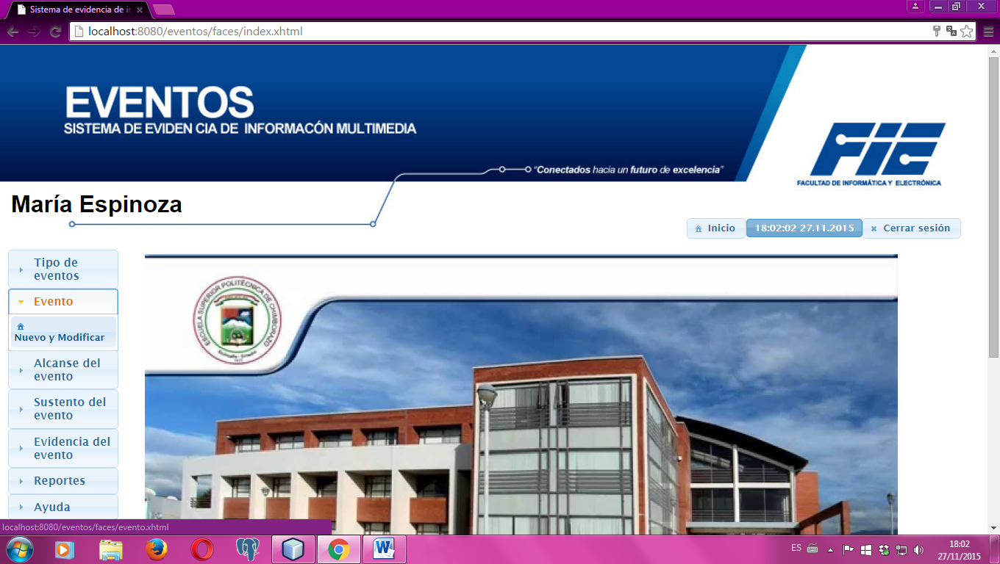 Sistema de evidencia de i
localhost:8080/eventos/faces/index.xhtml
EVENTOS
SISTEMA DE EVIDEN CIA DE INFORMACÓN MULTIMEDIA
"Conectados hacia un futuro de excelencia"
FIE
FACULTAD DE INFORMÁTICA Y ELECTRÓNICA
María Espinoza
Inicio
18:02:02 27.11.2015
Cerrar sesión
Tipo de
eventos
Evento
Nuevo y Modificar
Alcanse del
evento
Sustento del
evento
Evidencia del
evento
Reportes
Ayuda
ESCUELA SUPERIOR POLITÉCNICA DE CHIMBORAZO
localhost:8080/eventos/faces/evento.xhtml
ES
18:02
27/11/2015